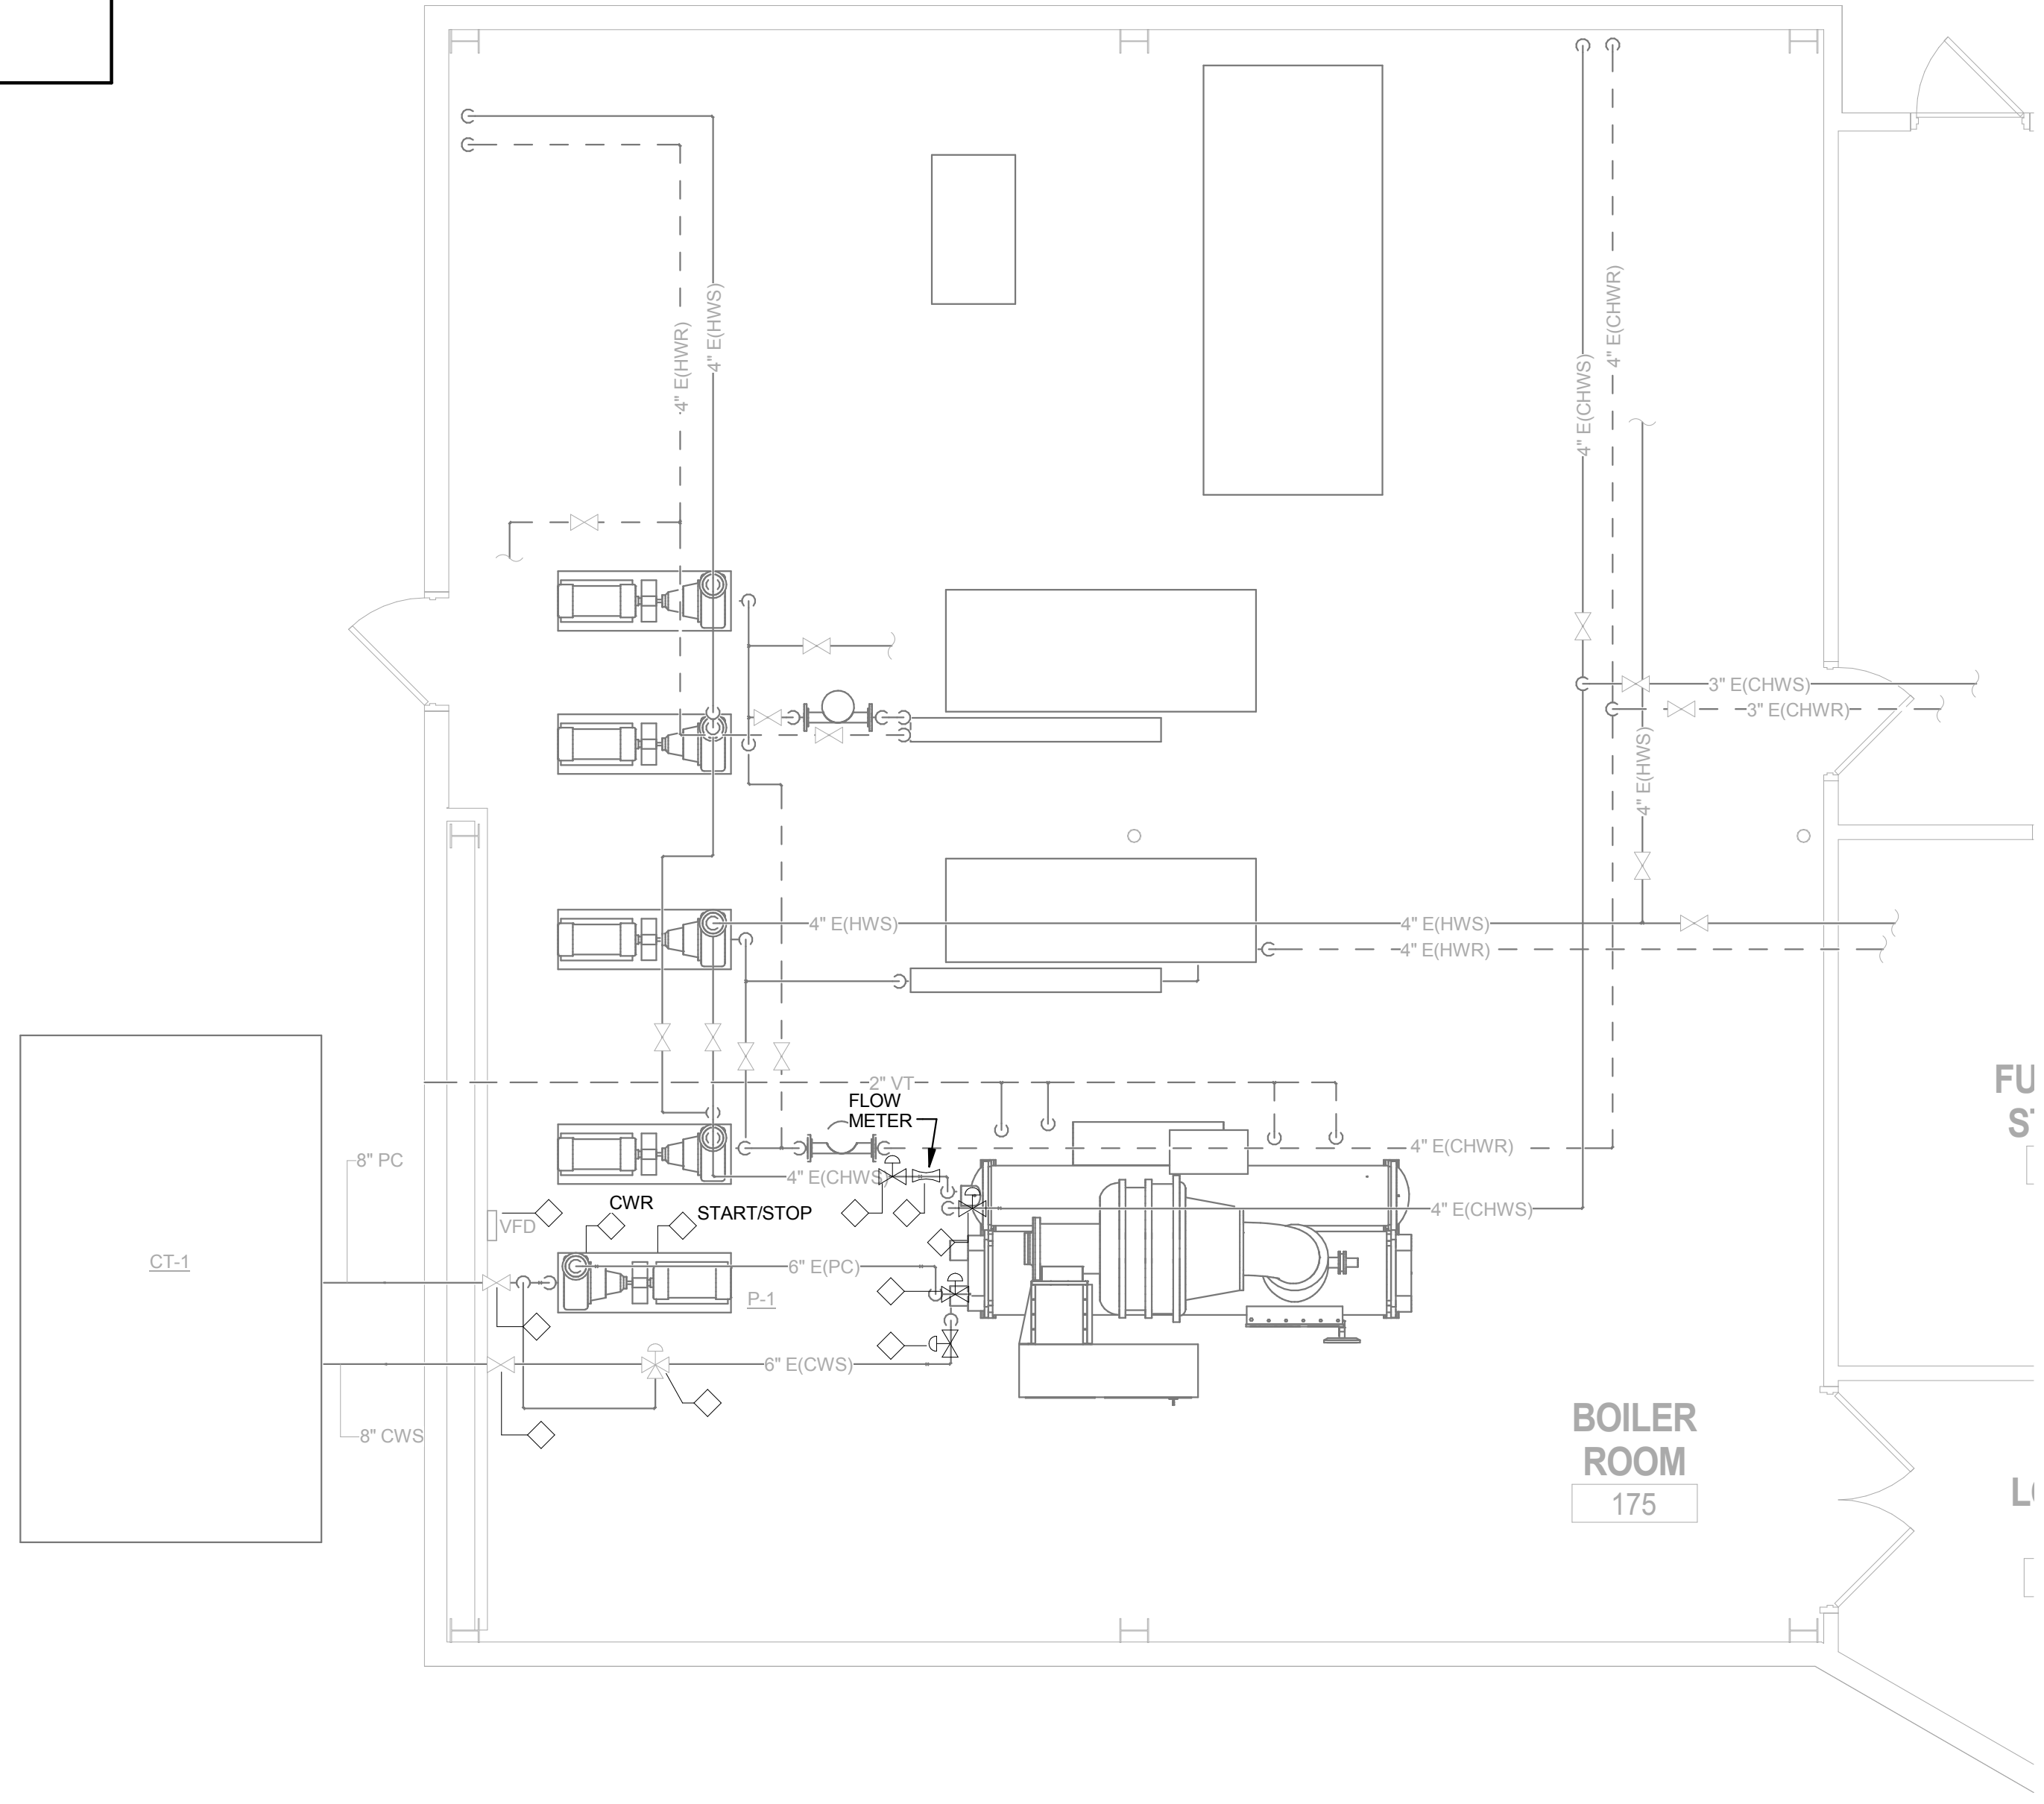 4" E(HWR)
4" E(HWS)
4" E(CHWS)
4" E(CHWR)
3" E(CHWS)
3" E(CHWR)
4" E(HWS)
4" E(HWS)
4" E(HWS)
4" E(HWR)
2" VT
FLOW
METER
4" E(CHWR)
4" E(CHWS)
4" E(CHWS)
8" PC
VFD
CWR
START/STOP
CT-1
6" E(PC)
P-1
6" E(CWS)
8" CWS
BOILER
ROOM
175